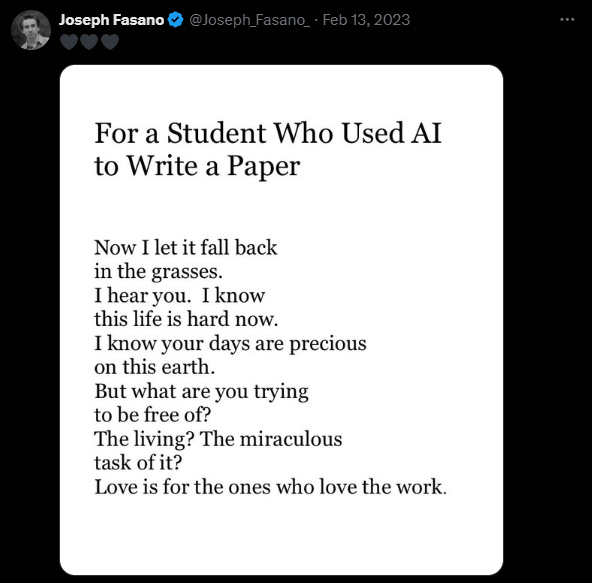 Joseph Fasano @Joseph_Fasano_ · Feb 13, 2023
For a Student Who Used AI
to Write a Paper
Now I let it fall back
in the grasses.
I hear you.  I know
this life is hard now.
I know your days are precious
on this earth.
But what are you trying
to be free of?
The living? The miraculous
task of it?
Love is for the ones who love the work.